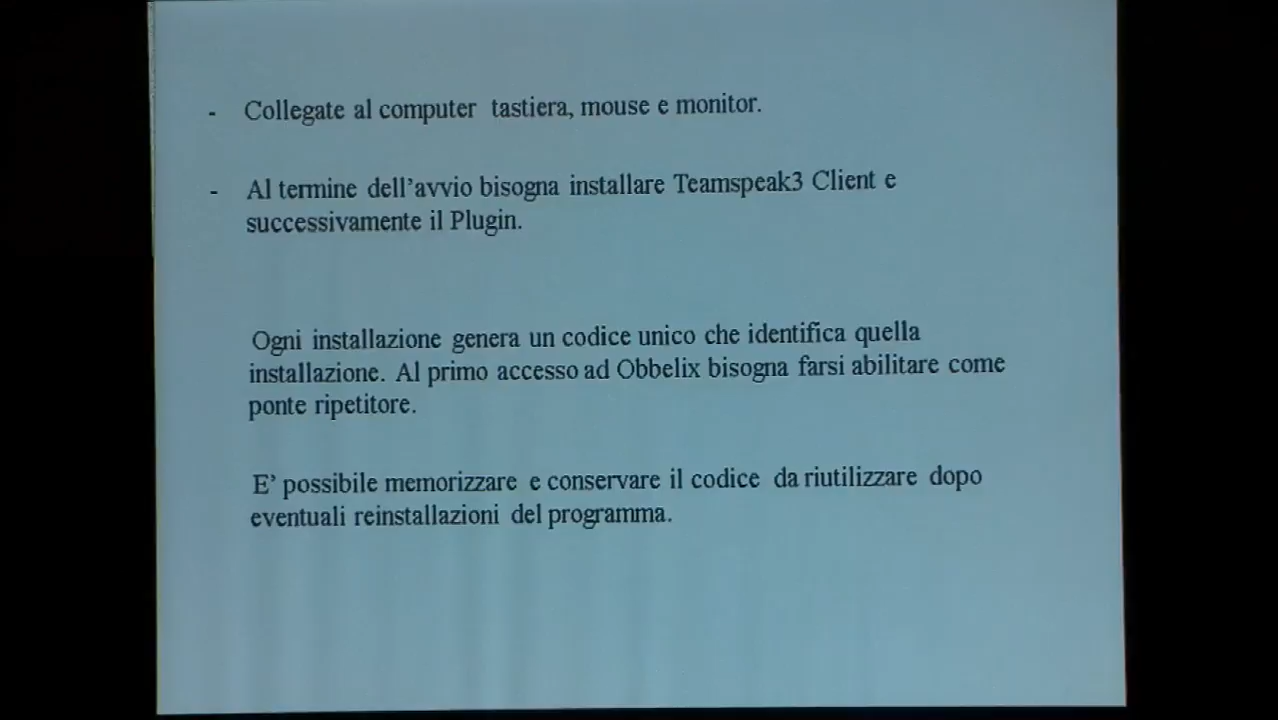 - Collegate al computer tastiera, mouse e monitor.
- Al termine dell’avvio bisogna installare Teamspeak3 Client e
successivamente il Plugin.
Ogni installazione genera un codice unico che identifica quella
installazione. Al primo accesso ad Obbelix bisogna farsi abilitare come
ponte ripetitore.
E’ possibile memorizzare e conservare il codice da riutilizzare dopo
eventuali reinstallazioni del programma.